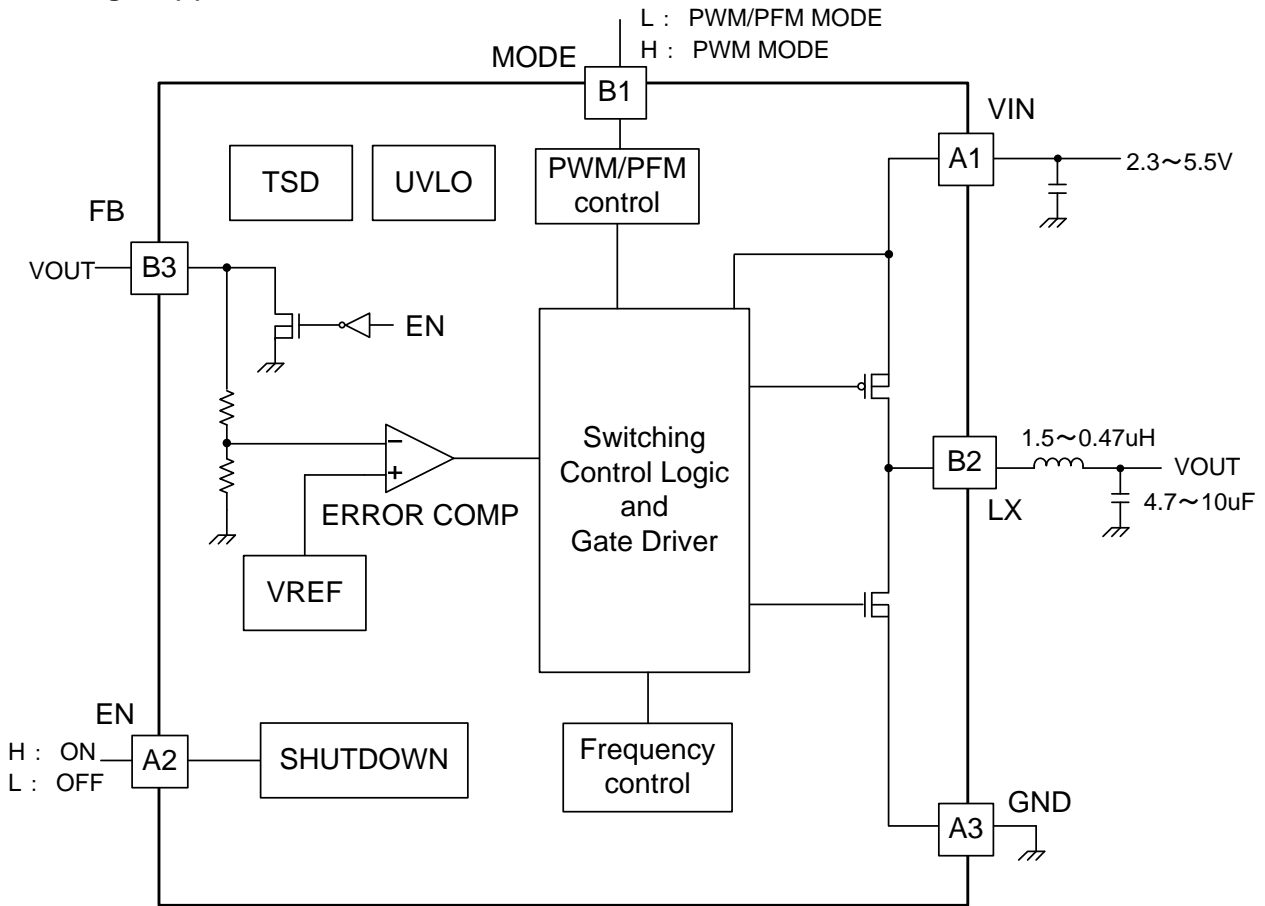 L : PWM/PFM MODE
H : PWM MODE
MODE
B1
VIN
A1
2.3～5.5V
TSD
UVLO
PWM/PFM
control
FB
VOUT
B3
EN
Switching
Control Logic
and
Gate Driver
1.5～0.47uH
B2
VOUT
LX
4.7～10uF
−
+
ERROR COMP
VREF
EN
H : ON
L : OFF
A2
SHUTDOWN
Frequency
control
GND
A3